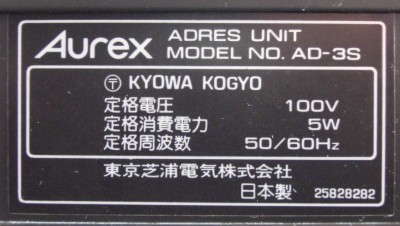 Aurex
ADRES UNIT
MODEL NO. AD-3S
〒 KYOWA KOGYO
定格電圧 100V
定格消費電力 5W
定格周波数 50/60Hz
東京芝浦電気株式会社
日本製 25828282